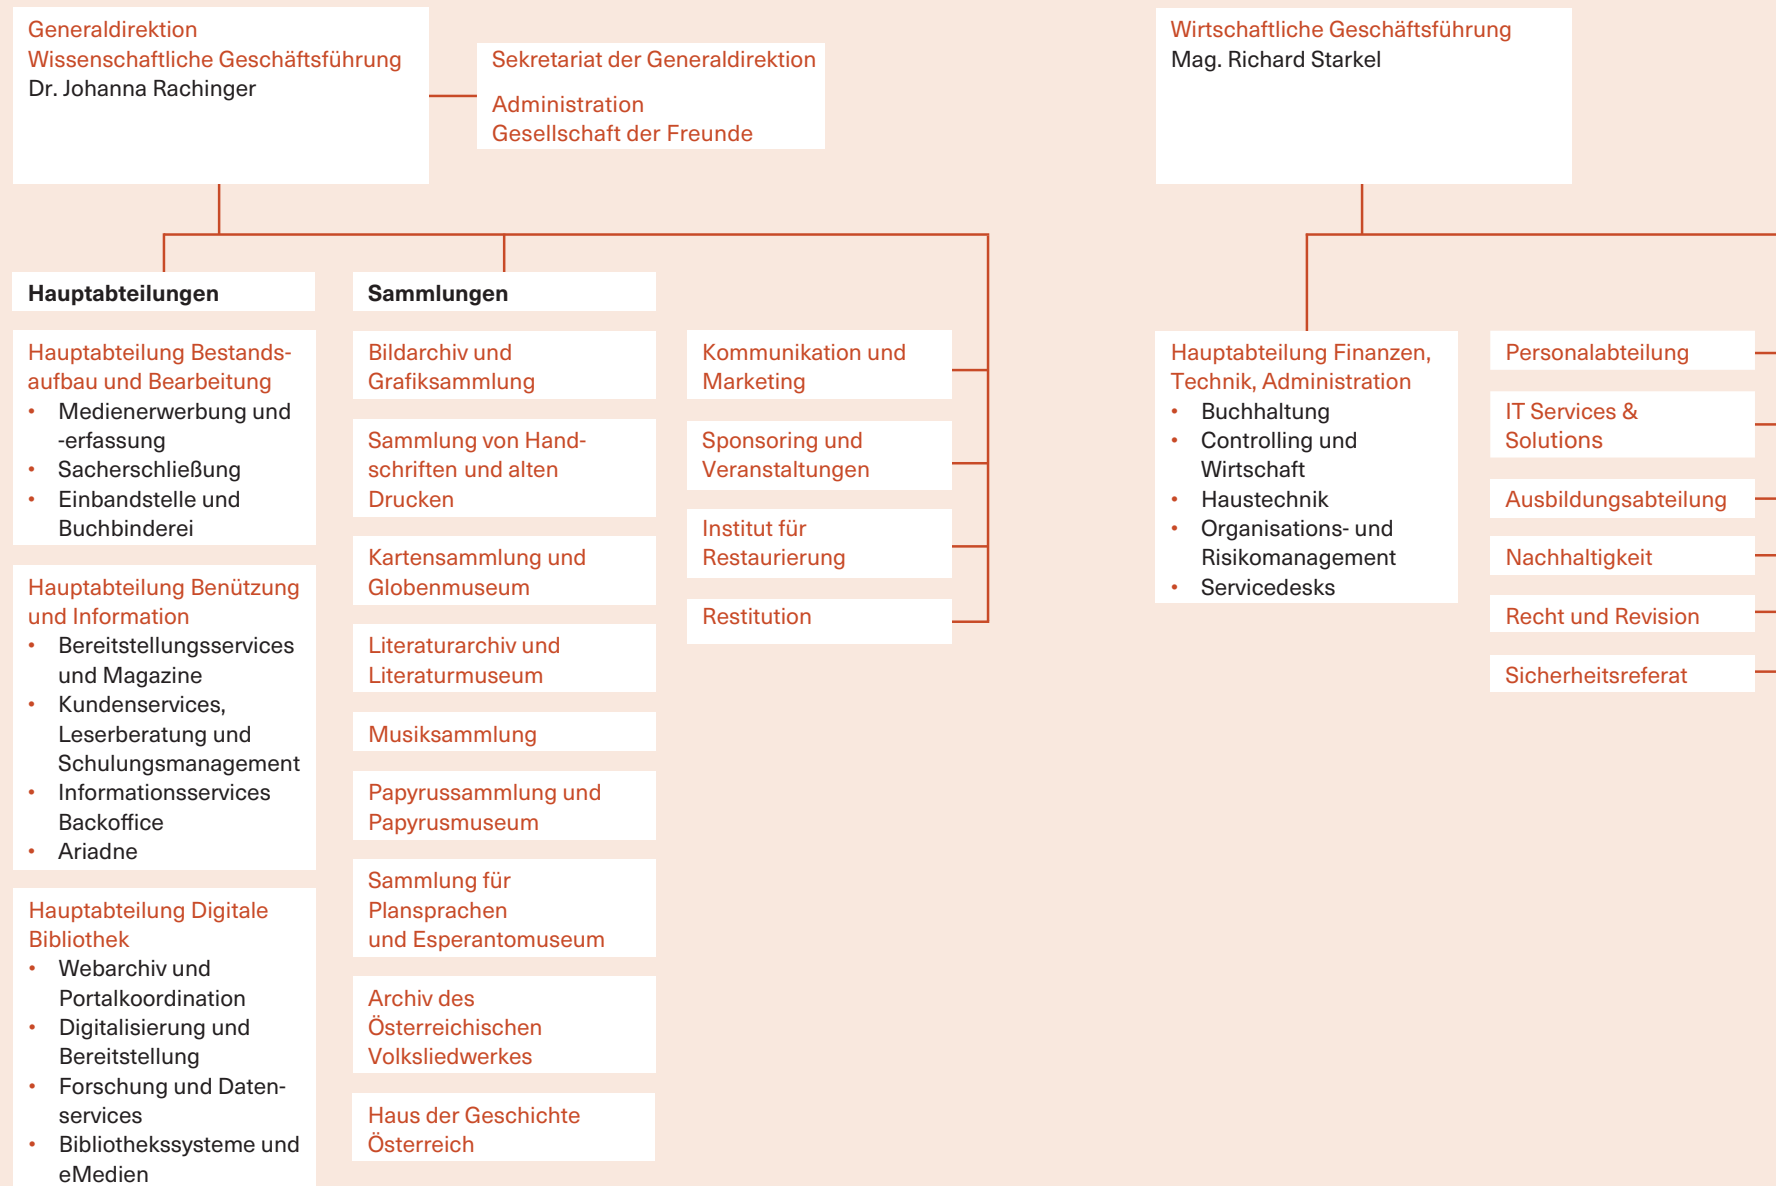 Generaldirektion
Wissenschaftliche Geschäftsführung
Dr. Johanna Rachinger
Sekretariat der Generaldirektion
Administration
Gesellschaft der Freunde
Wirtschaftliche Geschäftsführung
Mag. Richard Starkel
Hauptabteilungen
Hauptabteilung Bestands-
aufbau und Bearbeitung
• Medienerwerbung und
-erfassung
• Sacherschließung
• Einbandstelle und
Buchbinderei
Hauptabteilung Benützung
und Information
• Bereitstellungsservices
und Magazine
• Kundenservices,
Leserberatung und
Schulungsmanagement
• Informationsservices
Backoffice
• Ariadne
Hauptabteilung Digitale
Bibliothek
• Webarchiv und
Portalkoordination
• Digitalisierung und
Bereitstellung
• Forschung und Daten-
services
• Bibliothekssysteme und
eMedien
Sammlungen
Bildarchiv und
Grafiksammlung
Sammlung von Hand-
schriften und alten
Drucken
Kartensammlung und
Globenmuseum
Literaturarchiv und
Literaturmuseum
Musiksammlung
Papyrussammlung und
Papyrusmuseum
Sammlung für
Plansprachen
und Esperantomuseum
Archiv des
Österreichischen
Volksliedwerkes
Haus der Geschichte
Österreich
Kommunikation und
Marketing
Sponsoring und
Veranstaltungen
Institut für
Restaurierung
Restitution
Hauptabteilung Finanzen,
Technik, Administration
• Buchhaltung
• Controlling und
Wirtschaft
• Haustechnik
• Organisations- und
Risikomanagement
• Servicedesks
Personalabteilung
IT Services &
Solutions
Ausbildungsabteilung
Nachhaltigkeit
Recht und Revision
Sicherheitsreferat